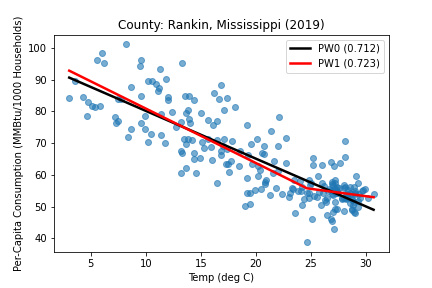 County: Rankin, Mississippi (2019)
PW0 (0.712)
PW1 (0.723)
Per-Capita Consumption (MMBtu/1000 Households)
100
90
80
70
60
50
40
5 10 15 20 25 30
Temp (deg C)